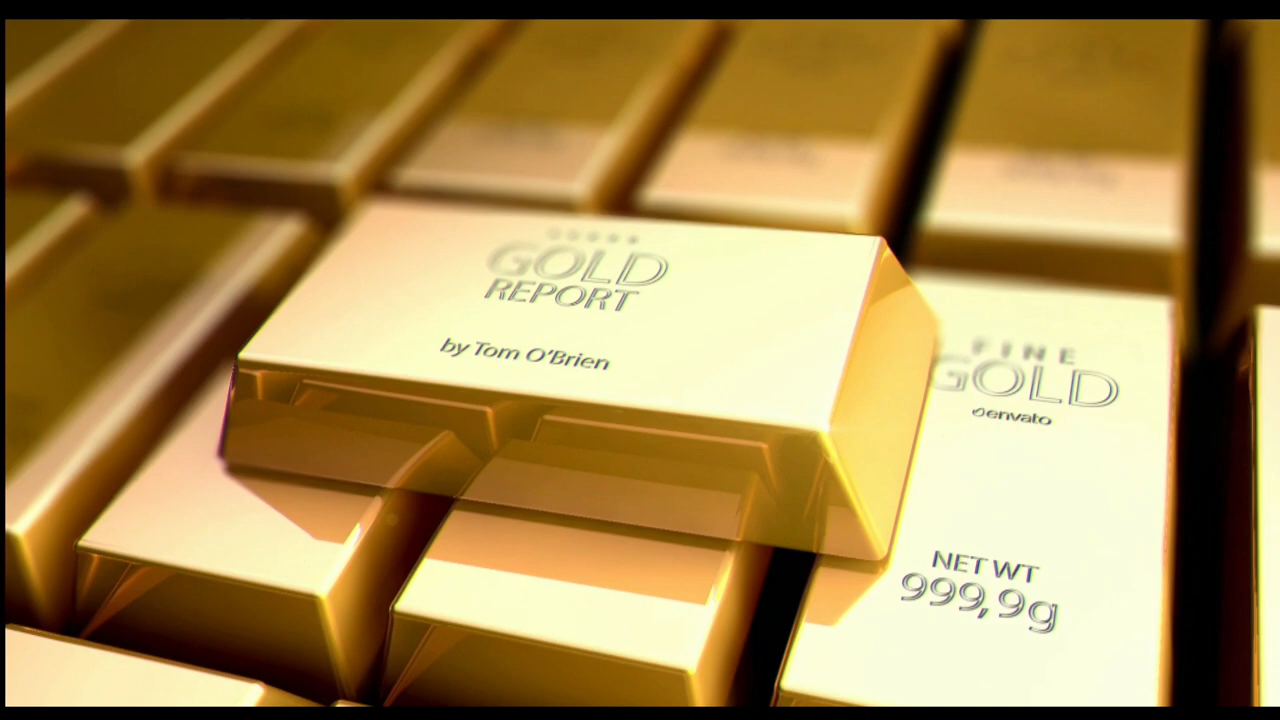 GOLD
REPORT
by Tom O'Brien
FINE
GOLD
envato
NET WT
999,9g